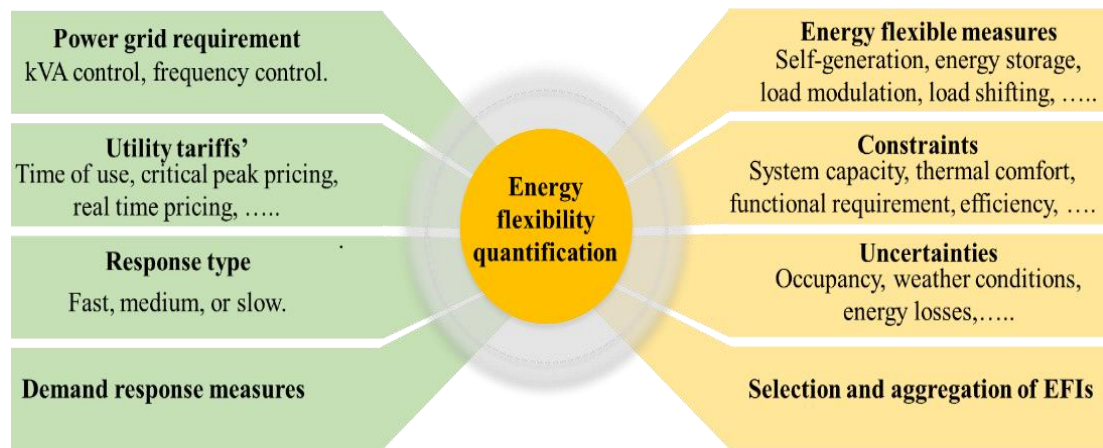 Power grid requirement
kVA control, frequency control.
Utility tariffs’
Time of use, critical peak pricing,
real time pricing, …..
Response type
Fast, medium, or slow.
Demand response measures
Energy
flexibility
quantification
Energy flexible measures
Self-generation, energy storage,
load modulation, load shifting, …..
Constraints
System capacity, thermal comfort,
functional requirement, efficiency, ….
Uncertainties
Occupancy, weather conditions,
energy losses,…..
Selection and aggregation of EFIs